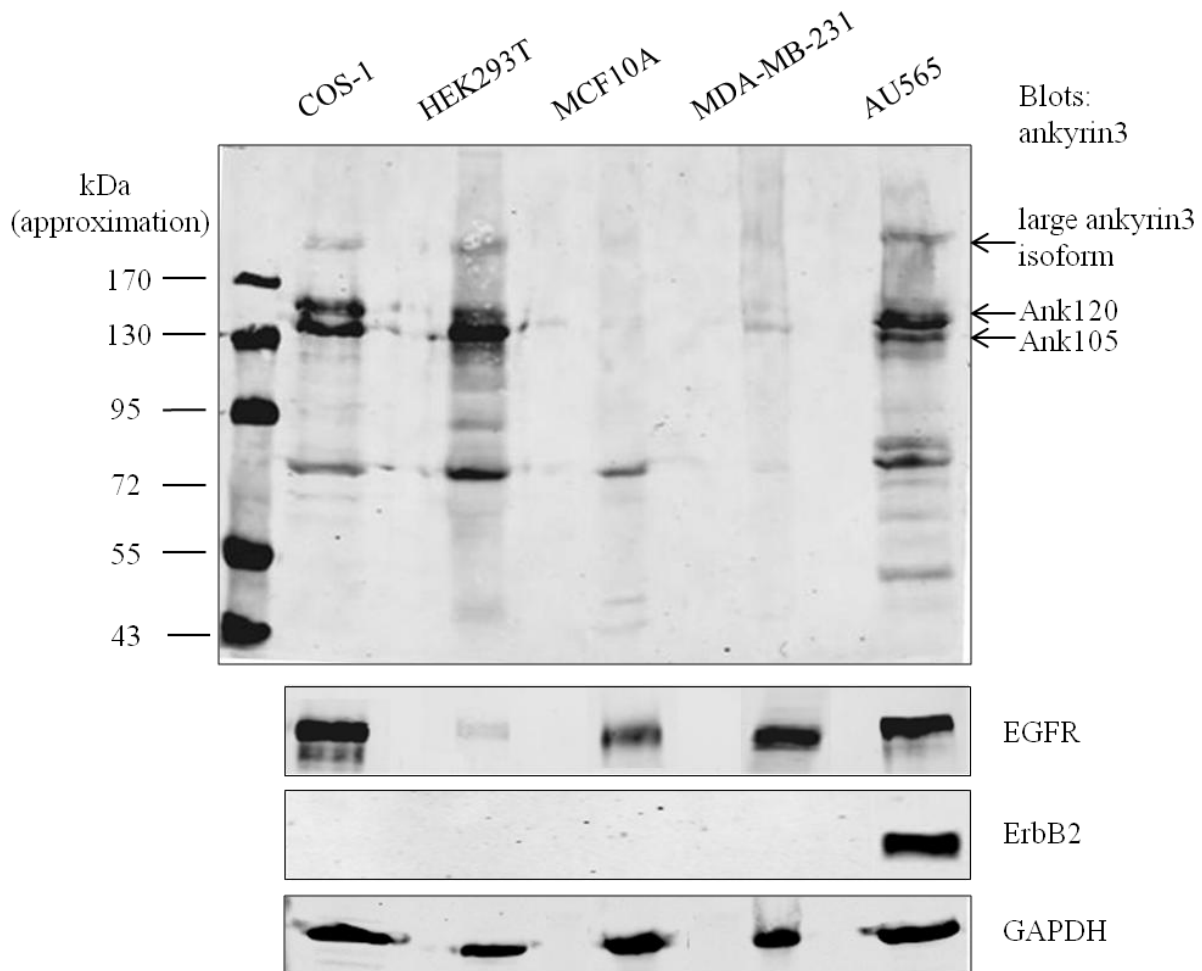 COS-1
HEK293T
MCF10A
MDA-MB-231
AU565
Blots:
ankyrin3
kDa
(approximation)
170
130
95
72
55
43
large ankyrin3
isoform
Ank120
Ank105
EGFR
ErbB2
GAPDH